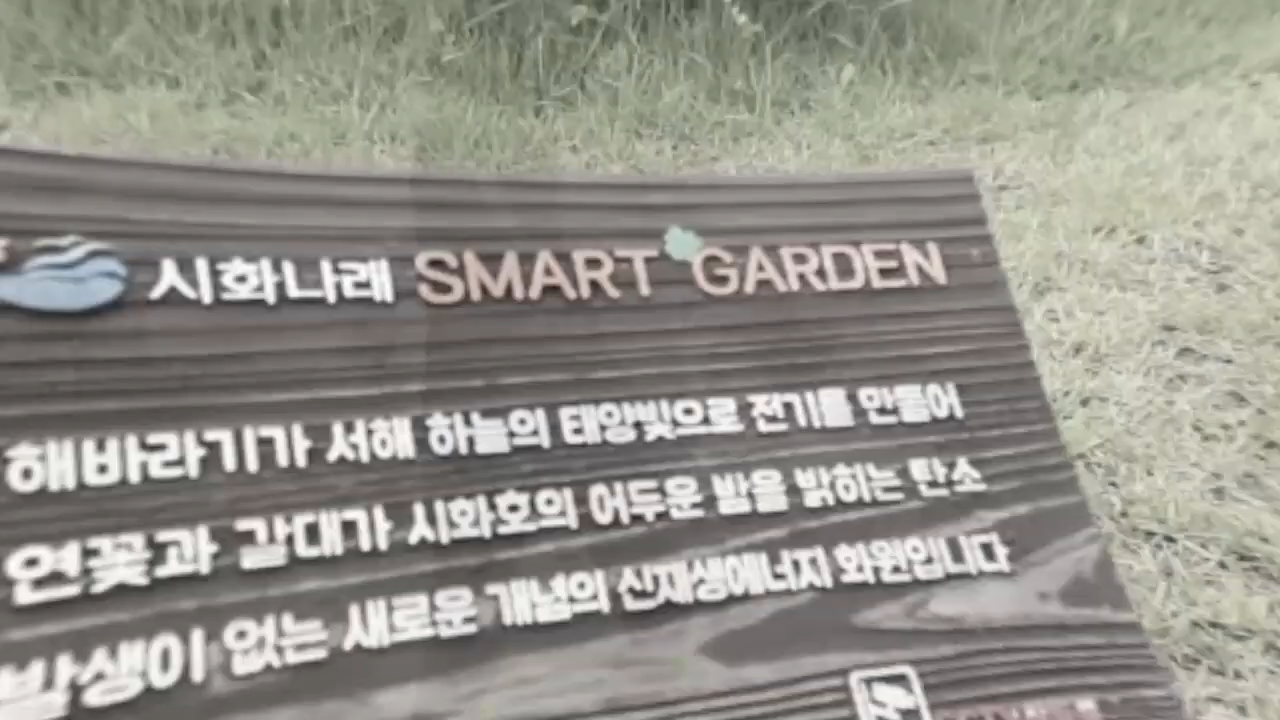 시화나래 SMART GARDEN
해바라기가 서해 하늘의 태양빛으로 전기를 만들어
연꽃과 갈대가 시화호의 어두운 밤을 밝히는 탄소
발생이 없는 새로운 개념의 신재생에너지 화원입니다